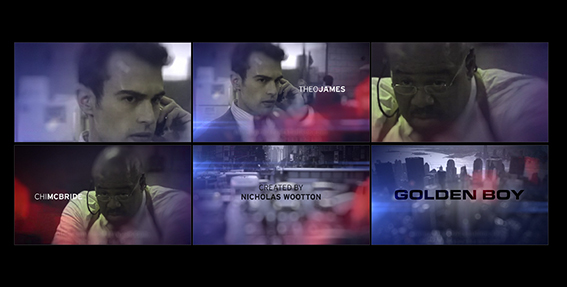 THEOJAMES
CHIMCBRIDE
CREATED BY
NICHOLAS WOOTTON
GOLDEN BOY